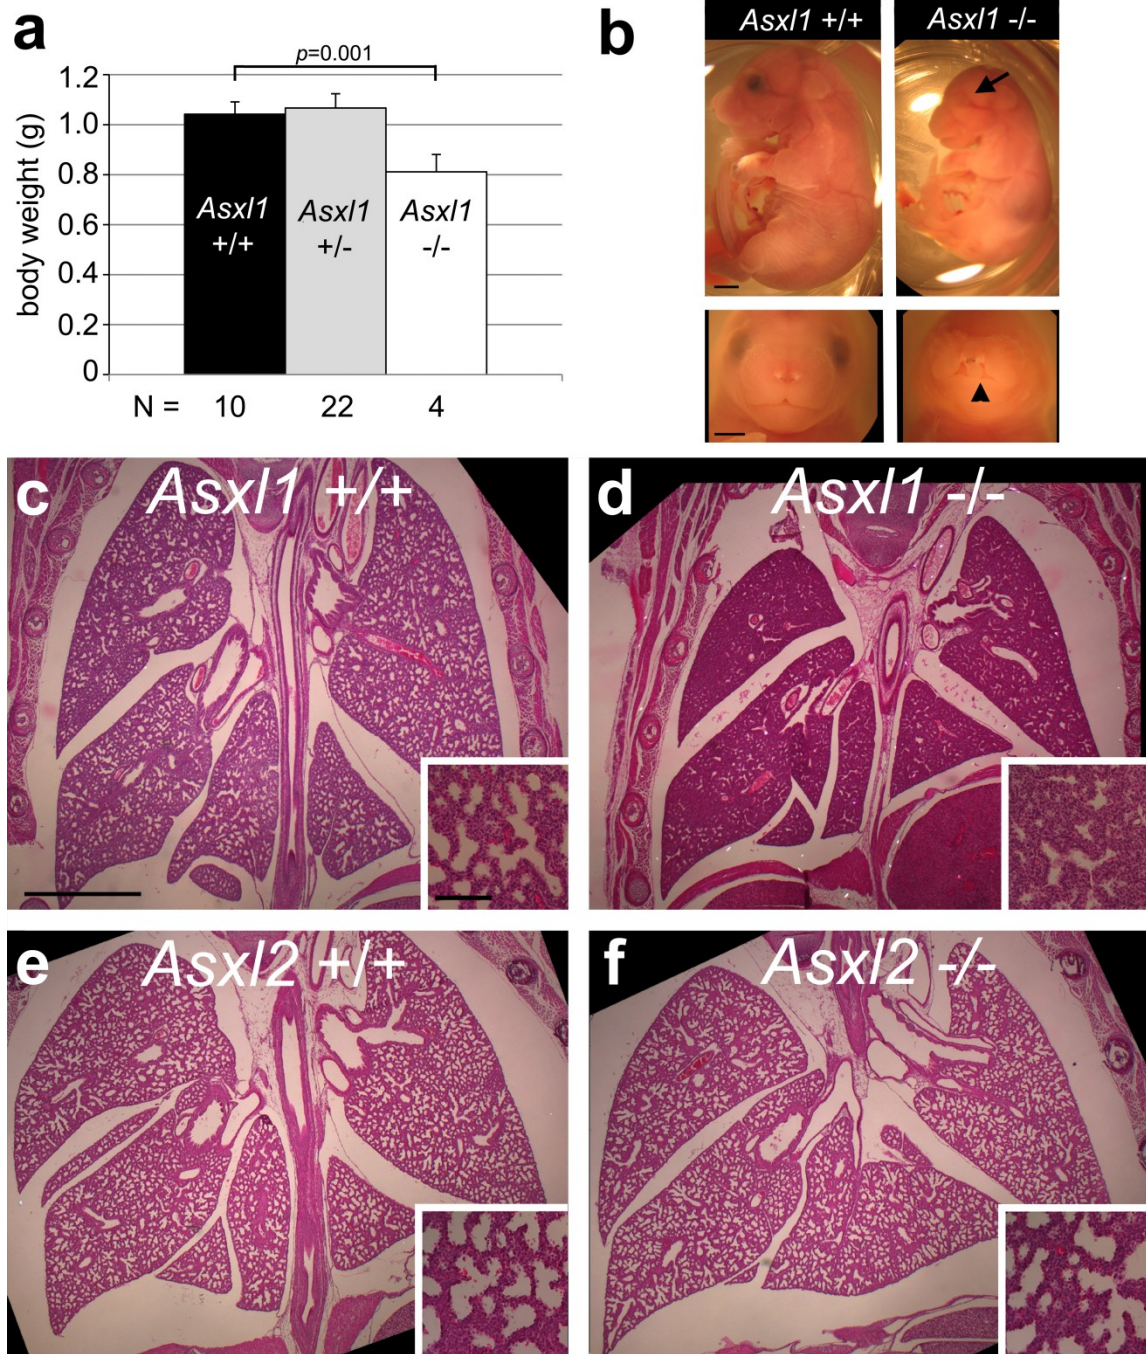 a
p=0.001
1.2
1.0
0.8
0.6
0.4
0.2
0
body weight (g)
Asxl1
+/+
Asxl1
+/-
Asxl1
-/-
N = 10 22 4
b
Asxl1 +/+
Asxl1 -/-
c Asxl1 +/+
d Asxl1 -/-
e Asxl2 +/+
f Asxl2 -/-